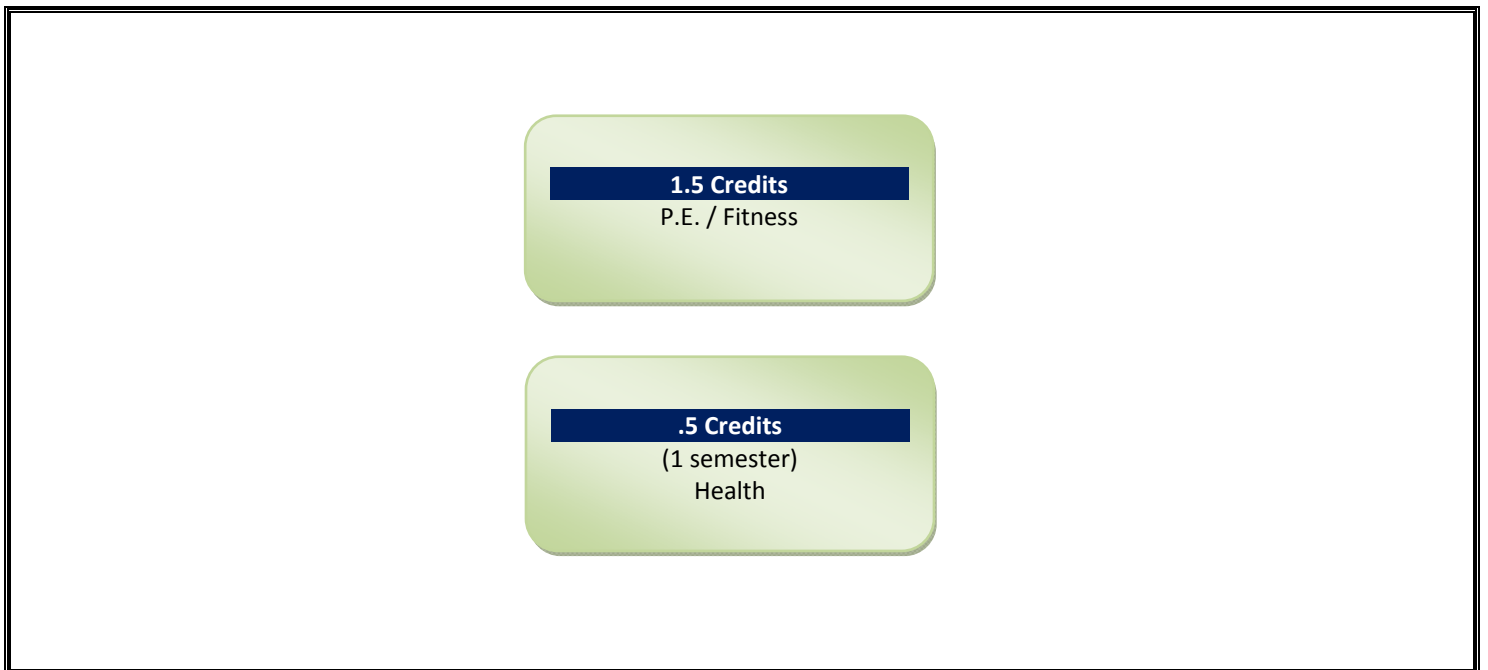 1.5 Credits
P.E. / Fitness
.5 Credits
(1 semester)
Health